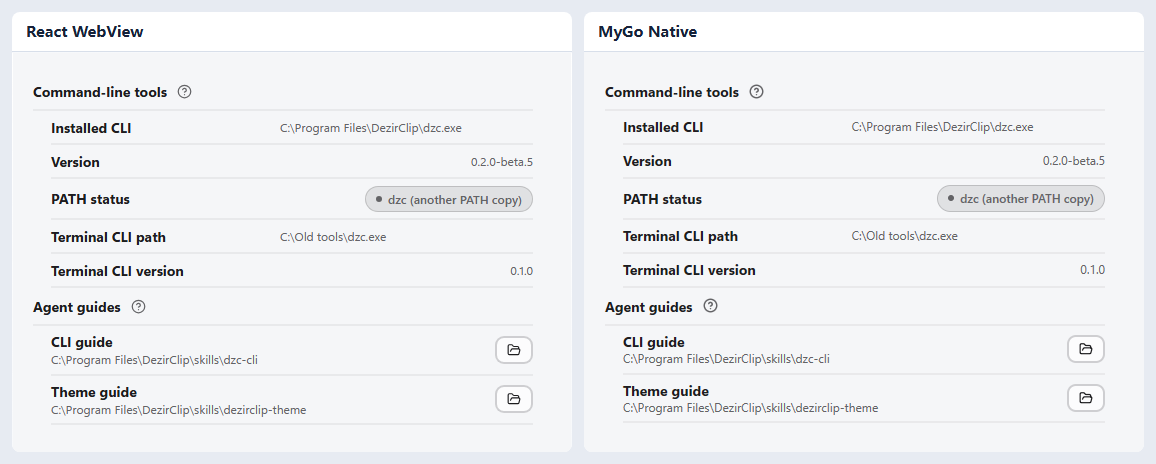 React WebView
Command-line tools ?
Installed CLI C:\Program Files\DezirClip\dzc.exe
Version 0.2.0-beta.5
PATH status dzc (another PATH copy)
Terminal CLI path C:\Old tools\dzc.exe
Terminal CLI version 0.1.0
Agent guides ?
CLI guide
C:\Program Files\DezirClip\skills\dzc-cli
Theme guide
C:\Program Files\DezirClip\skills\dezirclip-theme
MyGo Native
Command-line tools ?
Installed CLI C:\Program Files\DezirClip\dzc.exe
Version 0.2.0-beta.5
PATH status dzc (another PATH copy)
Terminal CLI path C:\Old tools\dzc.exe
Terminal CLI version 0.1.0
Agent guides ?
CLI guide
C:\Program Files\DezirClip\skills\dzc-cli
Theme guide
C:\Program Files\DezirClip\skills\dezirclip-theme